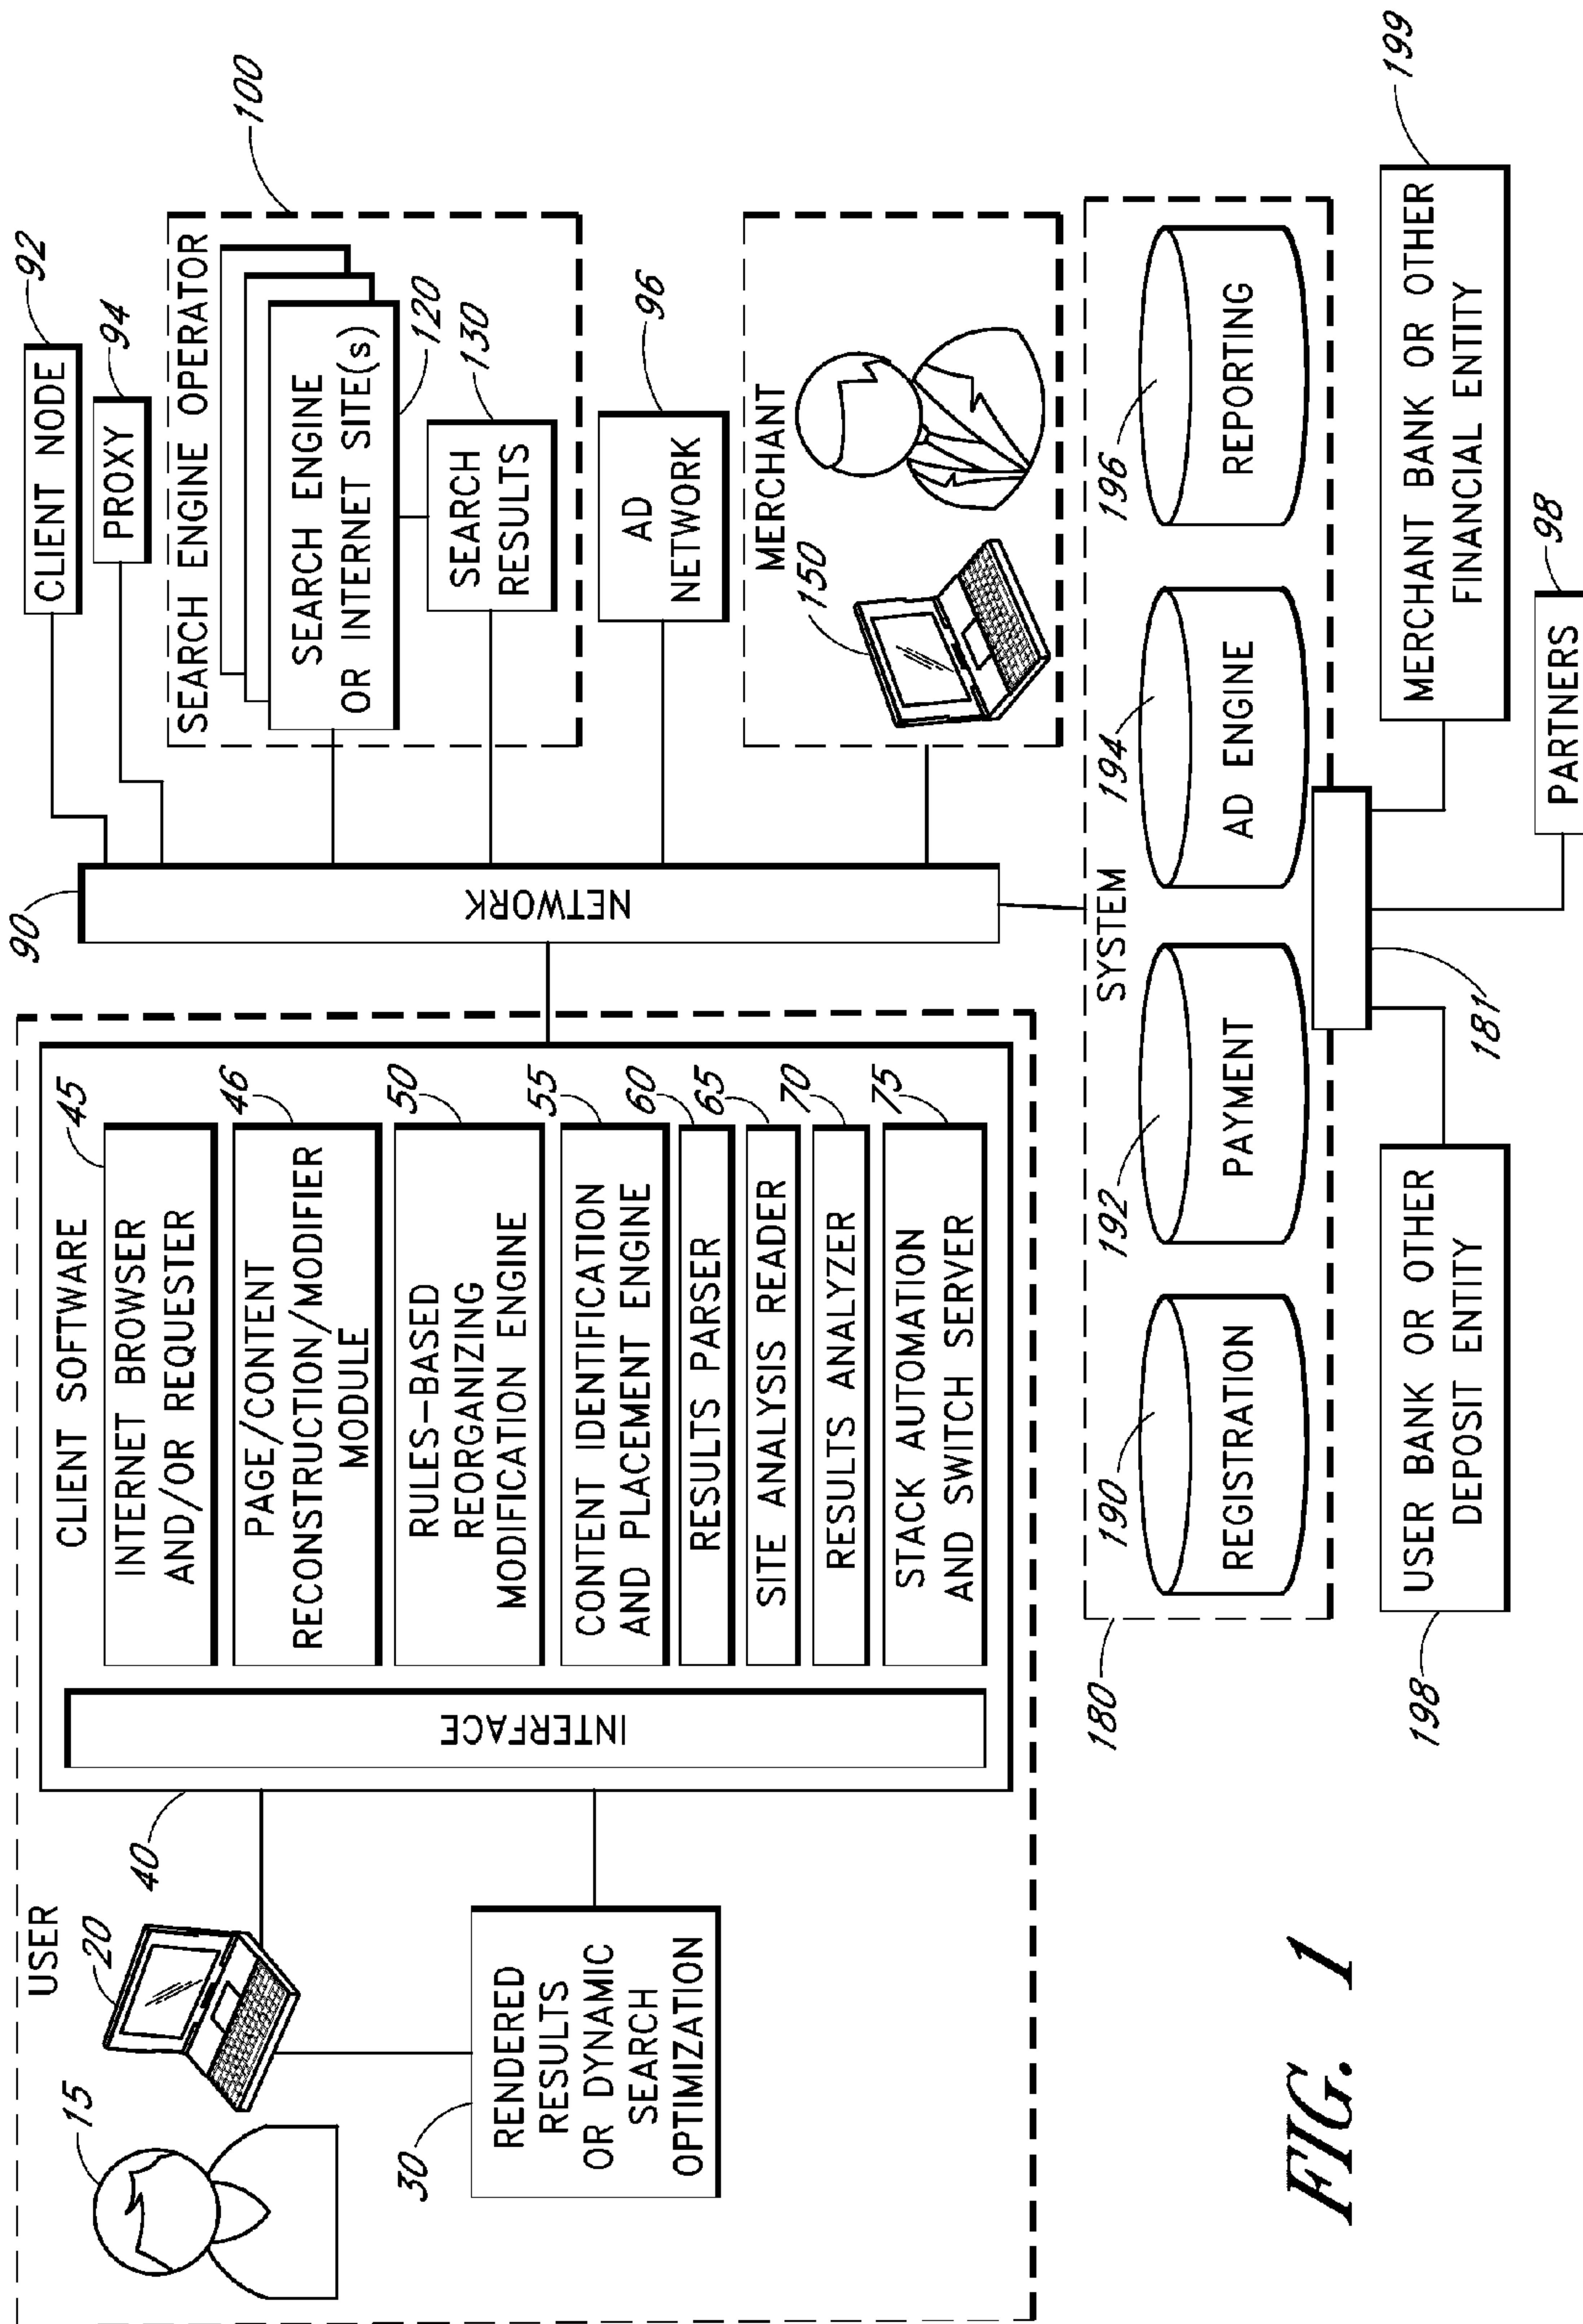 USER
15
20
30
RENDERED
RESULTS
OR DYNAMIC
SEARCH
OPTIMIZATION
40
INTERFACE
CLIENT SOFTWARE
45
INTERNET BROWSER
AND/OR REQUESTER
46
PAGE/CONTENT
RECONSTRUCTION/MODIFIER
MODULE
50
RULES-BASED
REORGANIZING
MODIFICATION ENGINE
55
CONTENT IDENTIFICATION
AND PLACEMENT ENGINE
60
RESULTS PARSER
65
SITE ANALYSIS READER
70
RESULTS ANALYZER
75
STACK AUTOMATION
AND SWITCH SERVER
90
NETWORK
92
CLIENT NODE
94
PROXY
100
SEARCH ENGINE OPERATOR
SEARCH ENGINE
OR INTERNET SITE(s)
120
130
SEARCH
RESULTS
96
AD
NETWORK
MERCHANT
150
SYSTEM
180
190
REGISTRATION
192
PAYMENT
194
AD ENGINE
196
REPORTING
181
198
USER BANK OR OTHER
DEPOSIT ENTITY
199
MERCHANT BANK OR OTHER
FINANCIAL ENTITY
98
PARTNERS
FIG. 1